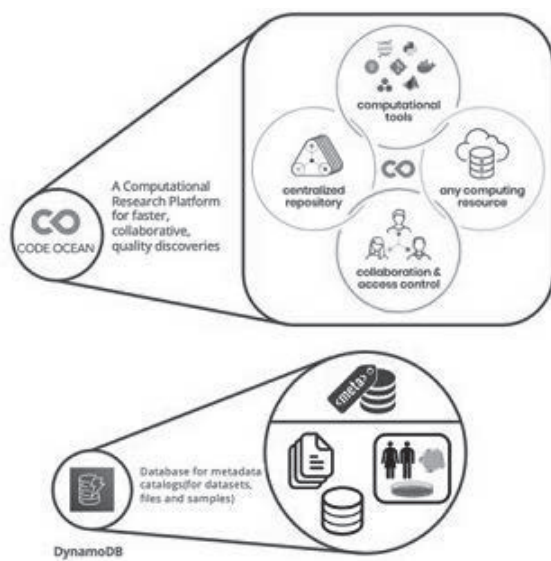 computational
tools
centralized
repository
CO
any computing
resource
collaboration &
access control
CO
CODE OCEAN
A Computational
Research Platform
for faster,
collaborative,
quality discoveries
<meta>
Database for metadata
catalogs(for datasets,
files and samples)
DynamoDB